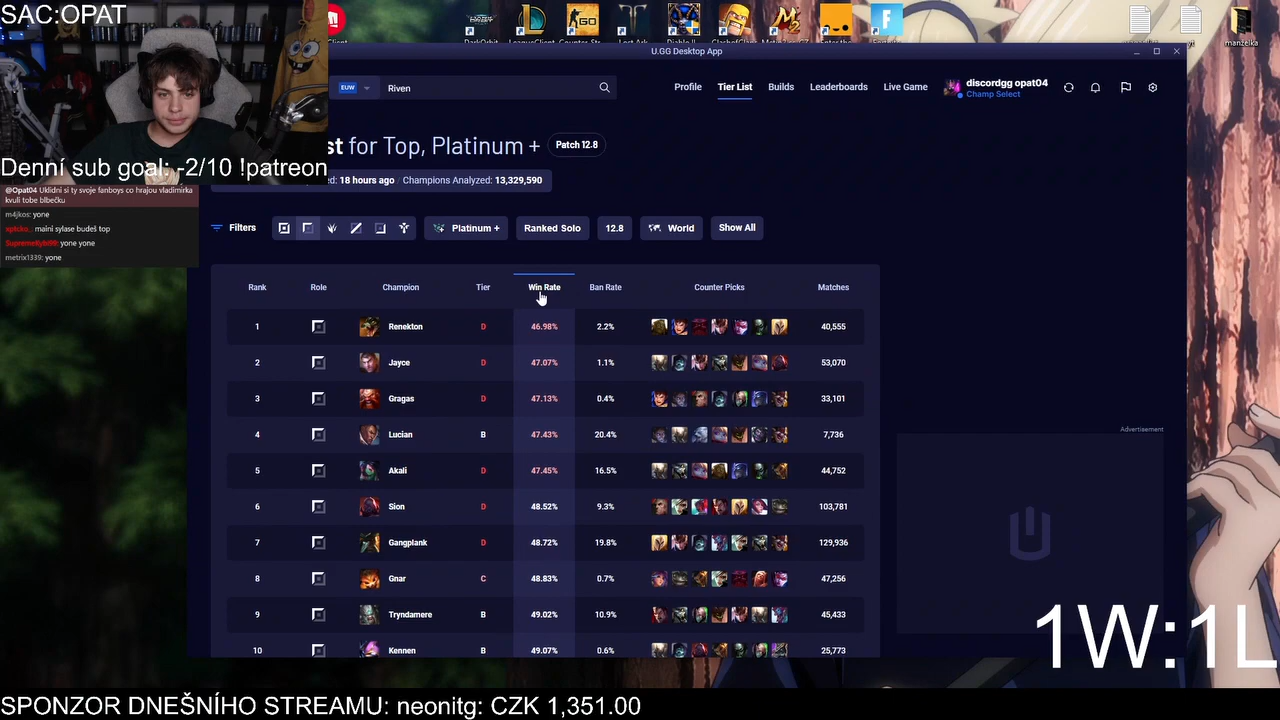 SAC:OPAT
Denní sub goal: -2/10 !patreon
@Opat04 Uklidni si ty svoje fanboys co hrajou vladimirka
kvuli tobe blbečku
m4jkos: yone
maini sylase budeš top
yone yone
metrix1339: yone
manželka
U.GG Desktop App
EUW
Riven
Profile
Tier List
Builds
Leaderboards
Live Game
discordgg opat04
Champ Select
st for Top, Platinum +
Patch 12.8
18 hours ago / Champions Analyzed: 13,329,590
Filters
Platinum +
Ranked Solo
12.8
World
Show All
Rank Role Champion Tier Win Rate Ban Rate Counter Picks Matches
1 Renekton D 46.98% 2.2% 40,555
2 Jayce D 47.07% 1.1% 53,070
3 Gragas D 47.13% 0.4% 33,101
4 Lucian B 47.43% 20.4% 7,736
5 Akali D 47.45% 16.5% 44,752
6 Sion D 48.52% 9.3% 103,781
7 Gangplank D 48.72% 19.8% 129,936
8 Gnar C 48.83% 0.7% 47,256
9 Tryndamere B 49.02% 10.9% 45,433
10 Kennen B 49.07% 0.6% 25,773
Advertisement
1W:1L
SPONZOR DNEŠNÍHO STREAMU: neonitg: CZK 1,351.00